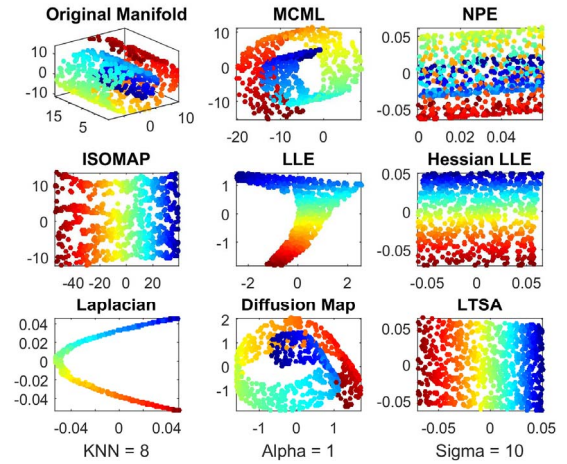 Original Manifold MCML NPE
10 0 -10 15 5 0 10
10 0 -10 -20 -10 0
0.05 0 -0.05 0 0.02 0.04
ISOMAP LLE Hessian LLE
10 0 -10 -40 -20 0 20
1 0 -1 -2 0 2
0.05 0 -0.05 -0.05 0 0.05
Laplacian Diffusion Map LTSA
0.04 0.02 0 -0.02 -0.04 -0.04 0 0.04
2 1 0 -1 -1 0 1
0.05 0 -0.05 -0.05 0 0.05
KNN = 8 Alpha = 1 Sigma = 10